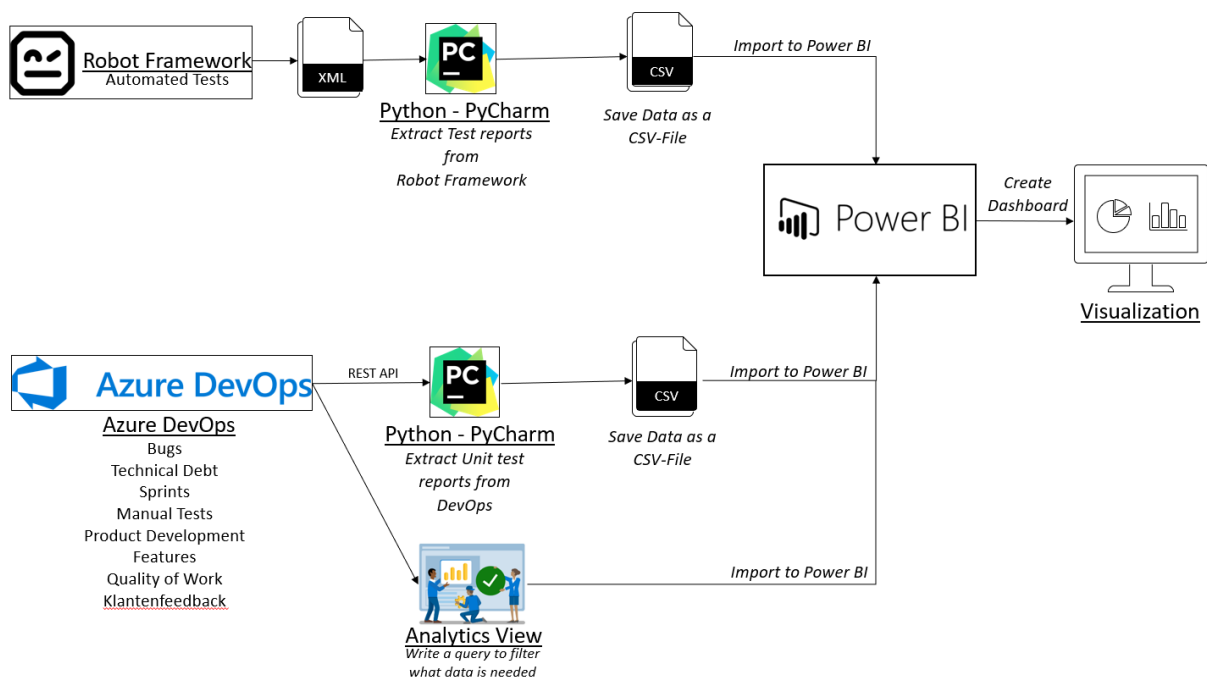 Robot Framework
Automated Tests
XML
PC
Python - PyCharm
Extract Test reports
from
Robot Framework
CSV
Save Data as a
CSV-File
Import to Power BI
Power BI
Create
Dashboard
Visualization
Azure DevOps
Azure DevOps
Bugs
Technical Debt
Sprints
Manual Tests
Product Development
Features
Quality of Work
Klantenfeedback
REST API
PC
Python - PyCharm
Extract Unit test
reports from
DevOps
CSV
Save Data as a
CSV-File
Import to Power BI
Analytics View
Write a query to filter
what data is needed
Import to Power BI